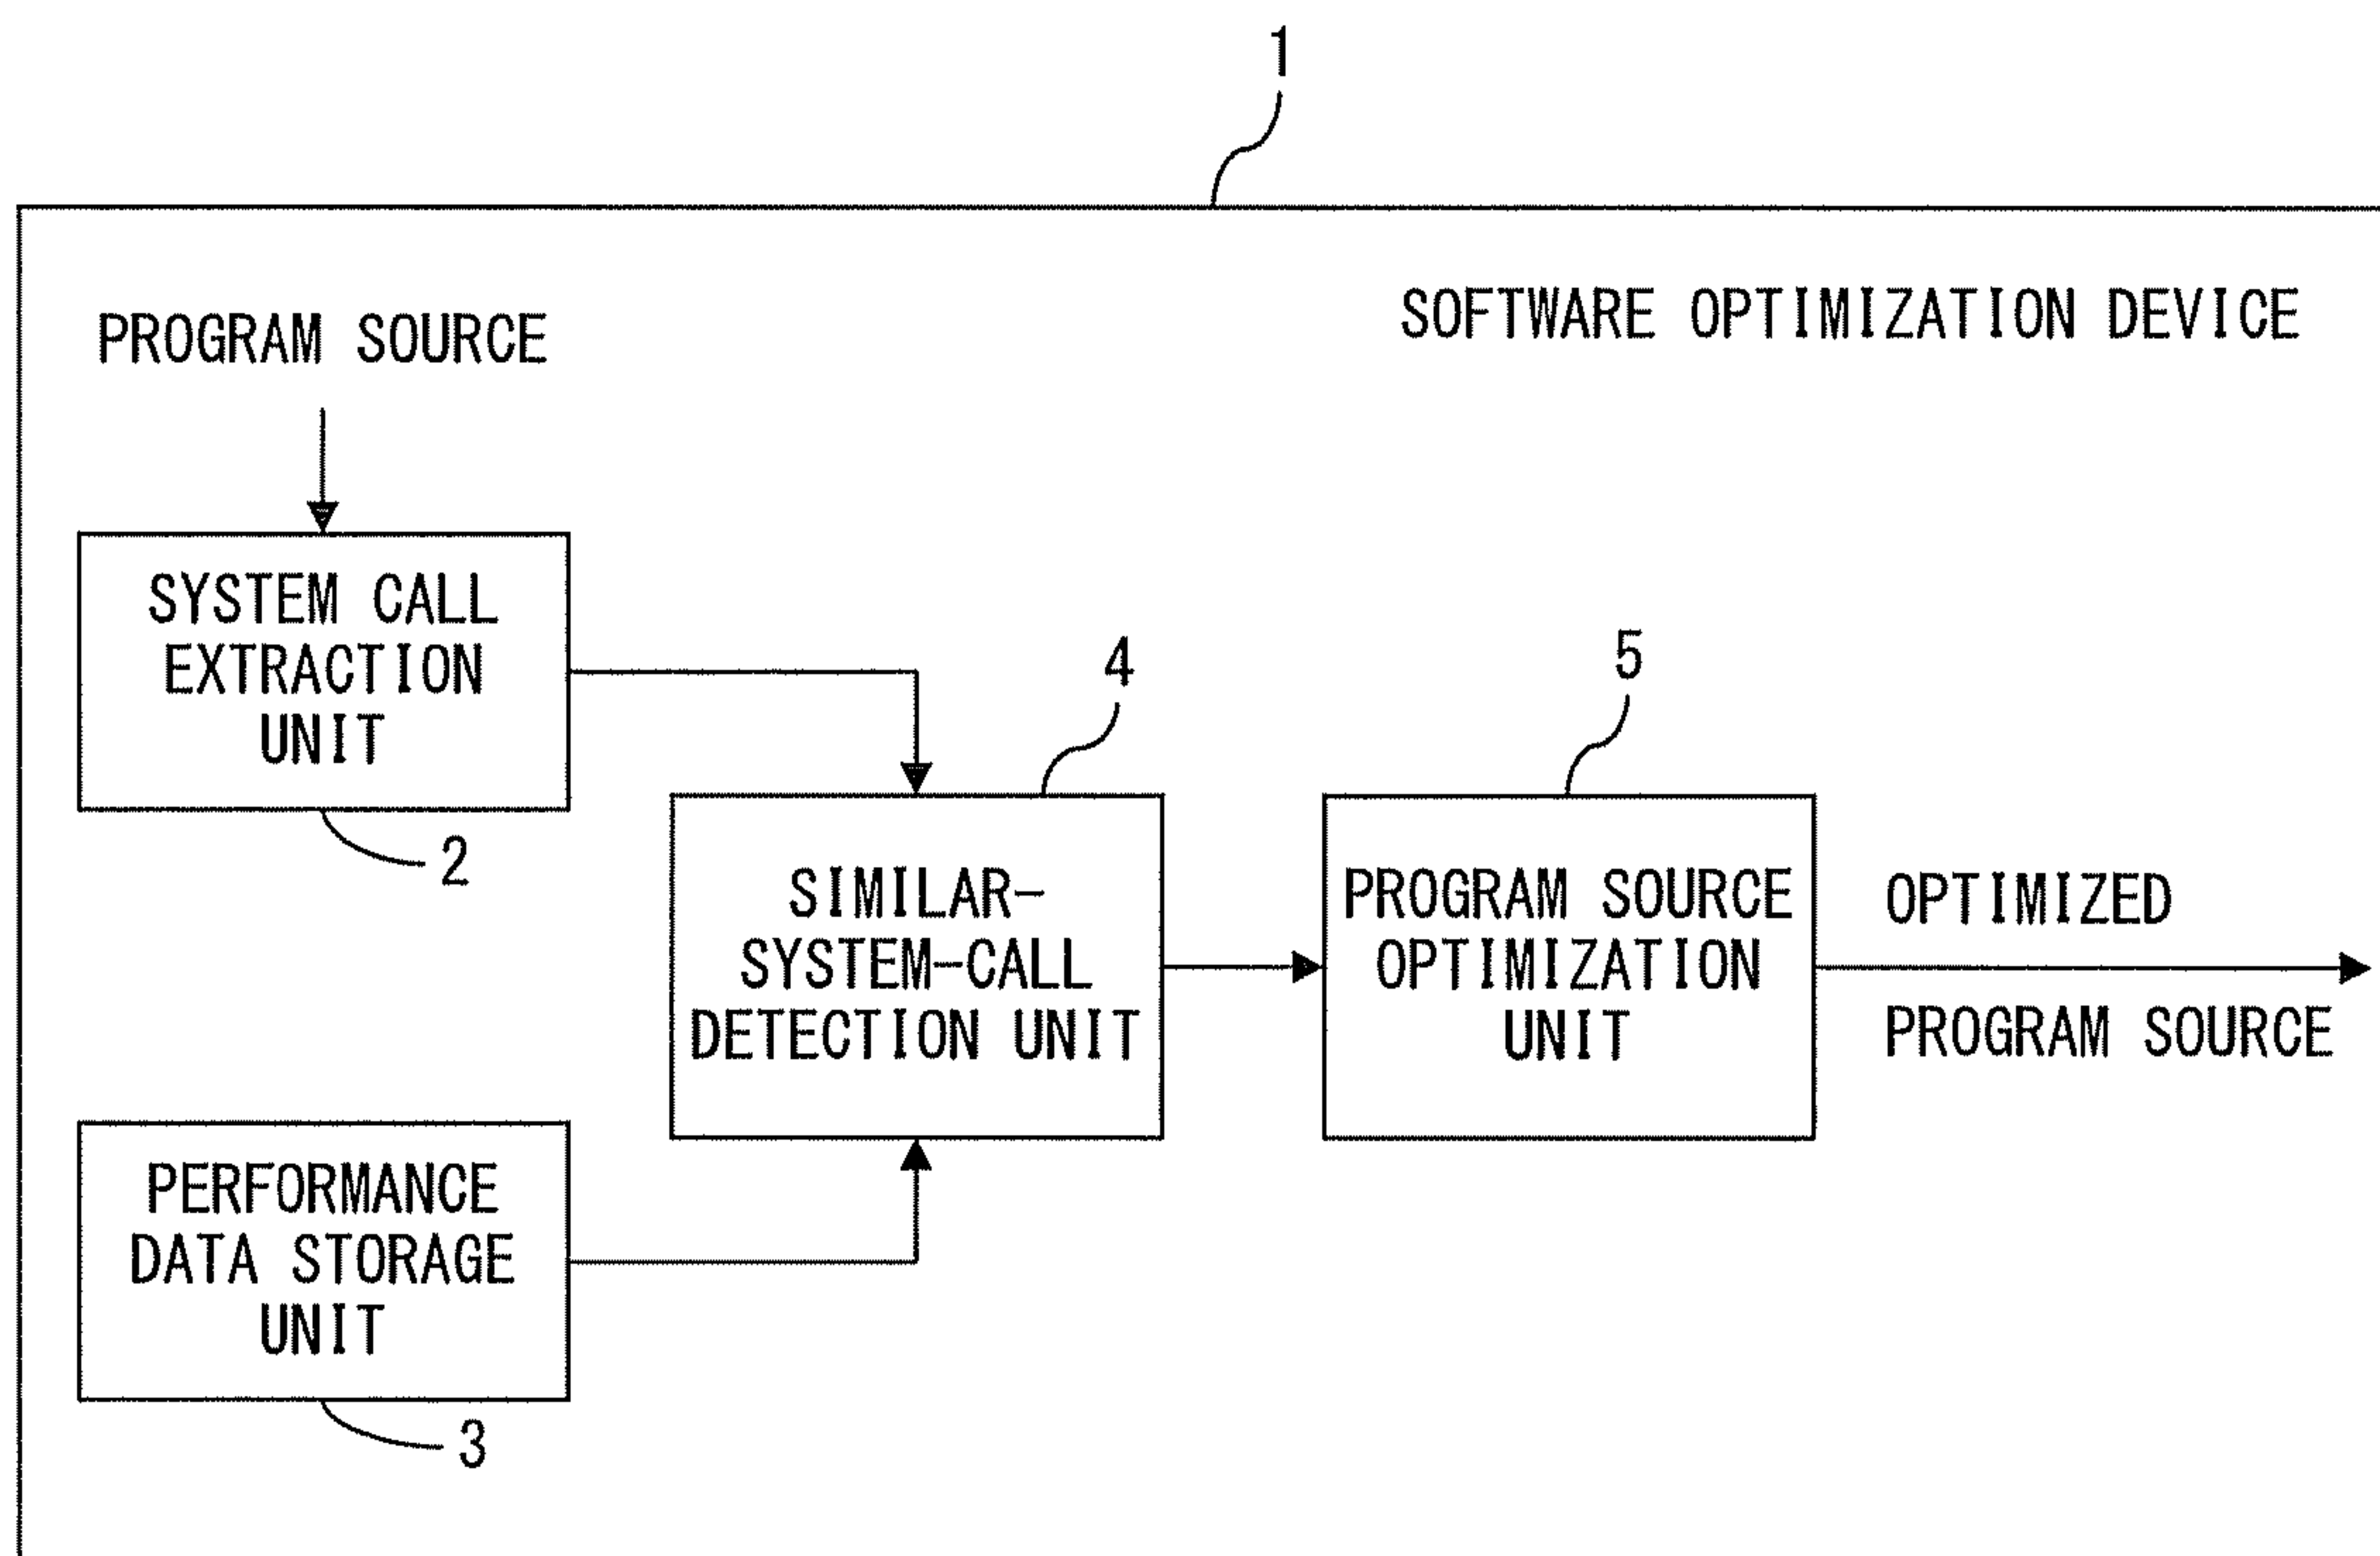 1
SOFTWARE OPTIMIZATION DEVICE
PROGRAM SOURCE
SYSTEM CALL
EXTRACTION
UNIT
2
4
5
SIMILAR-
SYSTEM-CALL
DETECTION UNIT
PROGRAM SOURCE
OPTIMIZATION
UNIT
OPTIMIZED
PROGRAM SOURCE
PERFORMANCE
DATA STORAGE
UNIT
3